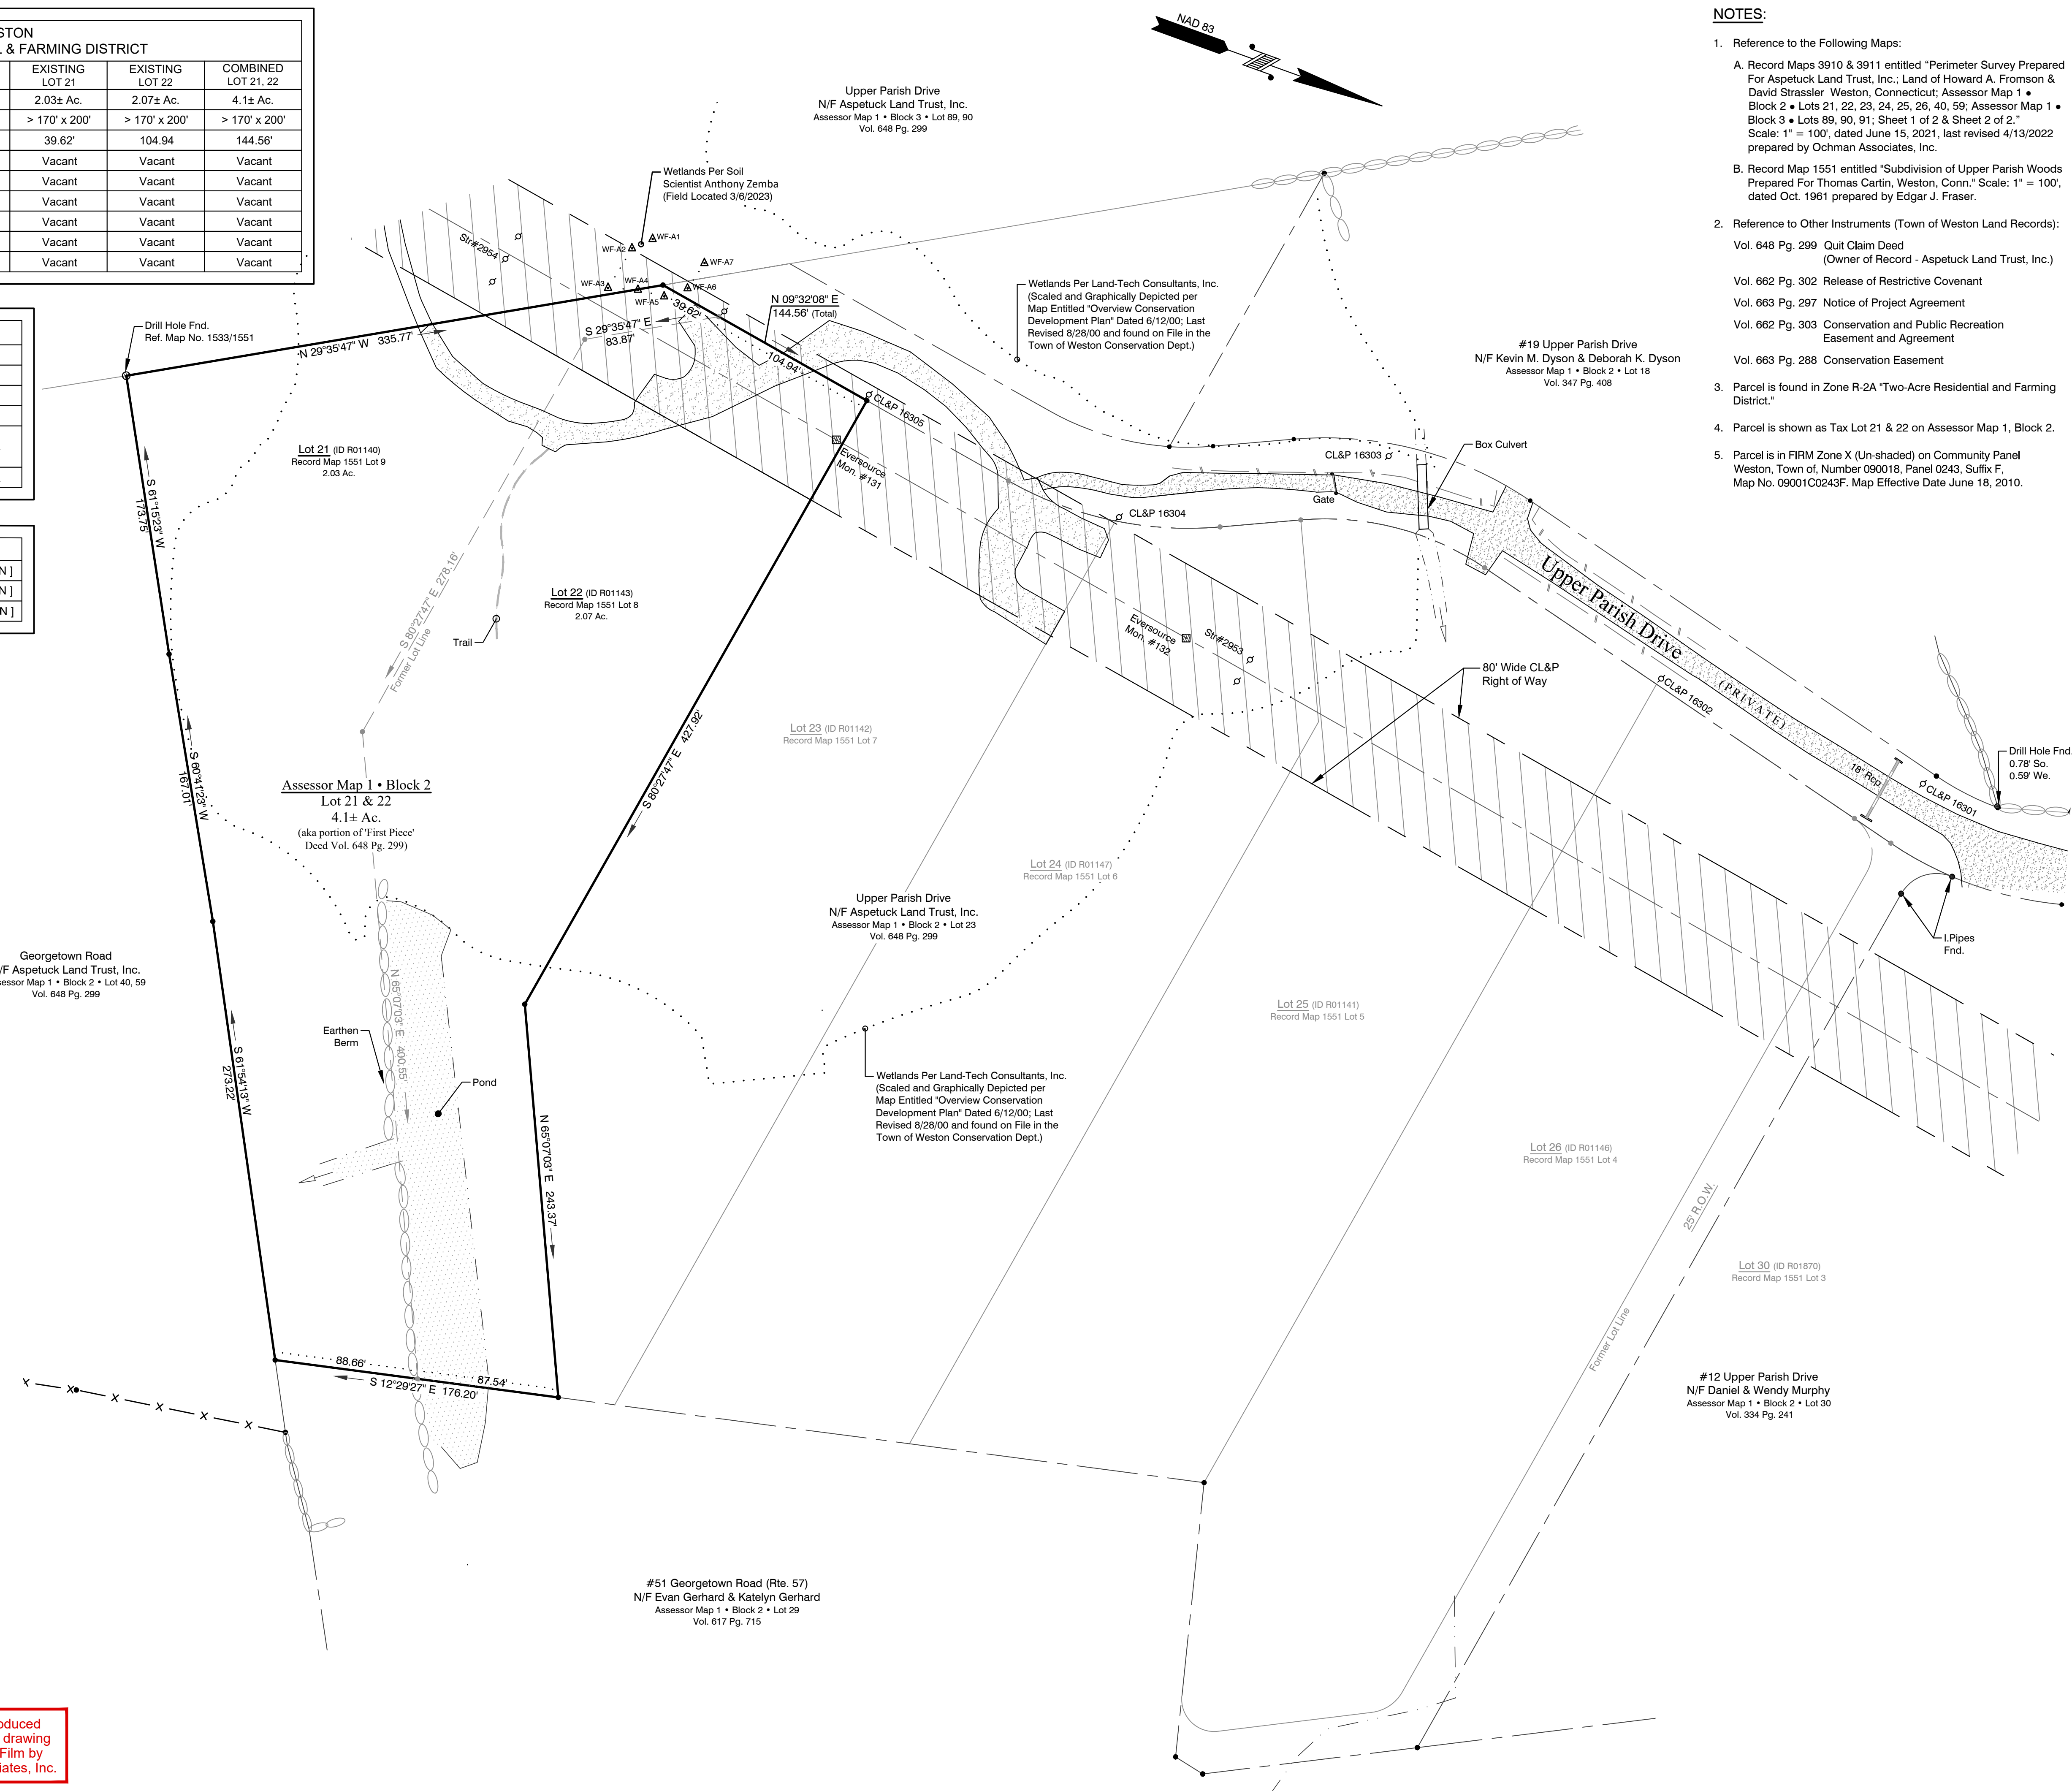 STON
& FARMING DISTRICT
EXISTING LOT 21 EXISTING LOT 22 COMBINED LOT 21, 22
2.03± Ac. 2.07± Ac. 4.1± Ac.
> 170' x 200' > 170' x 200' > 170' x 200'
39.62' 104.94 144.56'
Vacant Vacant Vacant
Vacant Vacant Vacant
Vacant Vacant Vacant
Vacant Vacant Vacant
Vacant Vacant Vacant
Vacant Vacant Vacant
N ]
N ]
N ]
NAD 83
NOTES:
1. Reference to the Following Maps:
A. Record Maps 3910 & 3911 entitled "Perimeter Survey Prepared
For Aspetuck Land Trust, Inc.; Land of Howard A. Fromson &
David Strassler Weston, Connecticut; Assessor Map 1 ●
Block 2 ● Lots 21, 22, 23, 24, 25, 26, 40, 59; Assessor Map 1 ●
Block 3 ● Lots 89, 90, 91; Sheet 1 of 2 & Sheet 2 of 2."
Scale: 1" = 100', dated June 15, 2021, last revised 4/13/2022
prepared by Ochman Associates, Inc.
B. Record Map 1551 entitled "Subdivision of Upper Parish Woods
Prepared For Thomas Cartin, Weston, Conn." Scale: 1" = 100',
dated Oct. 1961 prepared by Edgar J. Fraser.
2. Reference to Other Instruments (Town of Weston Land Records):
Vol. 648 Pg. 299 Quit Claim Deed
(Owner of Record - Aspetuck Land Trust, Inc.)
Vol. 662 Pg. 302 Release of Restrictive Covenant
Vol. 663 Pg. 297 Notice of Project Agreement
Vol. 662 Pg. 303 Conservation and Public Recreation
Easement and Agreement
Vol. 663 Pg. 288 Conservation Easement
3. Parcel is found in Zone R-2A "Two-Acre Residential and Farming
District."
4. Parcel is shown as Tax Lot 21 & 22 on Assessor Map 1, Block 2.
5. Parcel is in FIRM Zone X (Un-shaded) on Community Panel
Weston, Town of, Number 090018, Panel 0243, Suffix F,
Map No. 09001C0243F. Map Effective Date June 18, 2010.
Upper Parish Drive
N/F Aspetuck Land Trust, Inc.
Assessor Map 1 • Block 3 • Lot 89, 90
Vol. 648 Pg. 299
Wetlands Per Soil
Scientist Anthony Zemba
(Field Located 3/6/2023)
Str#2954
WF-A1
WF-A2
WF-A7
WF-A3
WF-A4
WF-A5
WF-A6
39.62'
N 09°32'08" E
144.56' (Total)
S 29°35'47" E
83.87'
104.94'
Drill Hole Fnd.
Ref. Map No. 1533/1551
N 29°35'47" W 335.77'
Wetlands Per Land-Tech Consultants, Inc.
(Scaled and Graphically Depicted per
Map Entitled "Overview Conservation
Development Plan" Dated 6/12/00; Last
Revised 8/28/00 and found on File in the
Town of Weston Conservation Dept.)
#19 Upper Parish Drive
N/F Kevin M. Dyson & Deborah K. Dyson
Assessor Map 1 • Block 2 • Lot 18
Vol. 347 Pg. 408
CL&P 16305
Eversource
Mon. #131
Lot 21 (ID R01140)
Record Map 1551 Lot 9
2.03 Ac.
S 61°15'23" W
173.75'
Box Culvert
CL&P 16303
Gate
CL&P 16304
Upper Parish Drive
(PRIVATE)
S 80°27'47" E 278.16'
Former Lot Line
Lot 22 (ID R01143)
Record Map 1551 Lot 8
2.07 Ac.
Trail
Eversource
Mon. #132
Str#2953
80' Wide CL&P
Right of Way
CL&P 16302
18" Rcp
CL&P 16301
Drill Hole Fnd.
0.78' So.
0.59' We.
I.Pipes
Fnd.
S 60°41'23" W
167.01'
S 80°27'47" E 427.92'
Lot 23 (ID R01142)
Record Map 1551 Lot 7
Assessor Map 1 • Block 2
Lot 21 & 22
4.1± Ac.
(aka portion of 'First Piece'
Deed Vol. 648 Pg. 299)
Lot 24 (ID R01147)
Record Map 1551 Lot 6
Upper Parish Drive
N/F Aspetuck Land Trust, Inc.
Assessor Map 1 • Block 2 • Lot 23
Vol. 648 Pg. 299
Georgetown Road
/F Aspetuck Land Trust, Inc.
sessor Map 1 • Block 2 • Lot 40, 59
Vol. 648 Pg. 299
N 65°07'03" E 400.55'
Earthen
Berm
Pond
S 61°54'13" W
273.22'
N 65°07'03" E 243.37'
Wetlands Per Land-Tech Consultants, Inc.
(Scaled and Graphically Depicted per
Map Entitled "Overview Conservation
Development Plan" Dated 6/12/00; Last
Revised 8/28/00 and found on File in the
Town of Weston Conservation Dept.)
Lot 25 (ID R01141)
Record Map 1551 Lot 5
Lot 26 (ID R01146)
Record Map 1551 Lot 4
25' R.O.W.
Former Lot Line
Lot 30 (ID R01870)
Record Map 1551 Lot 3
88.66'
87.54'
S 12°29'27" E 176.20'
X X X X X X
#12 Upper Parish Drive
N/F Daniel & Wendy Murphy
Assessor Map 1 • Block 2 • Lot 30
Vol. 334 Pg. 241
#51 Georgetown Road (Rte. 57)
N/F Evan Gerhard & Katelyn Gerhard
Assessor Map 1 • Block 2 • Lot 29
Vol. 617 Pg. 715
oduced
drawing
Film by
iates, Inc.